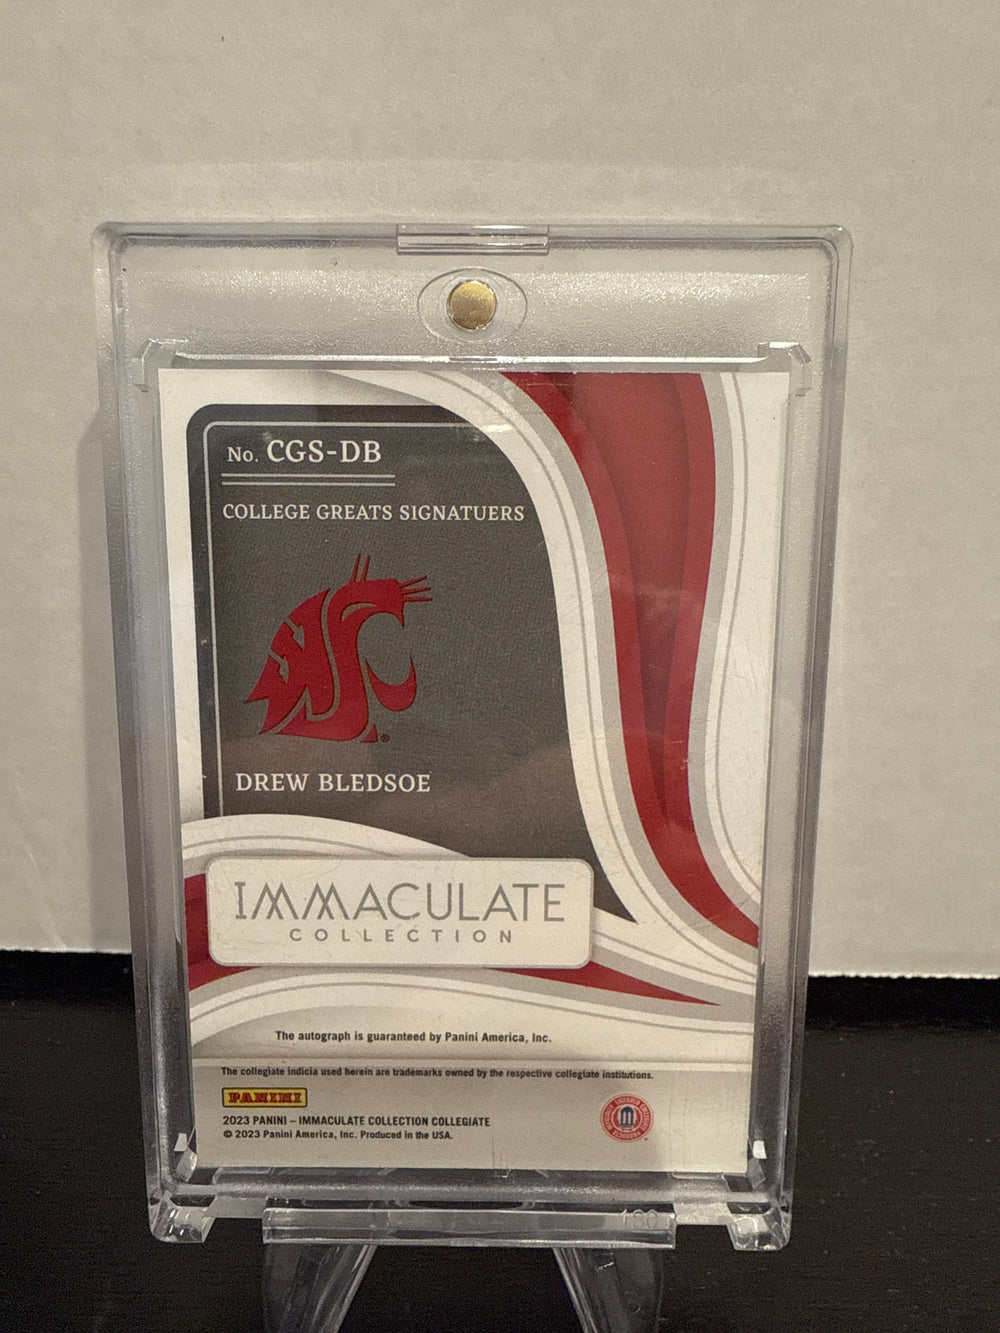 No. CGS-DB
COLLEGE GREATS SIGNATUERS
DREW BLEDSOE
IMMACULATE
COLLECTION
The autograph is guaranteed by Panini America, Inc.
The collegiate indicia used herein are trademarks owned by the respective collegiate institutions.
PANINI
2023 PANINI – IMMACULATE COLLECTION COLLEGIATE
© 2023 Panini America, Inc. Produced in the USA.
130